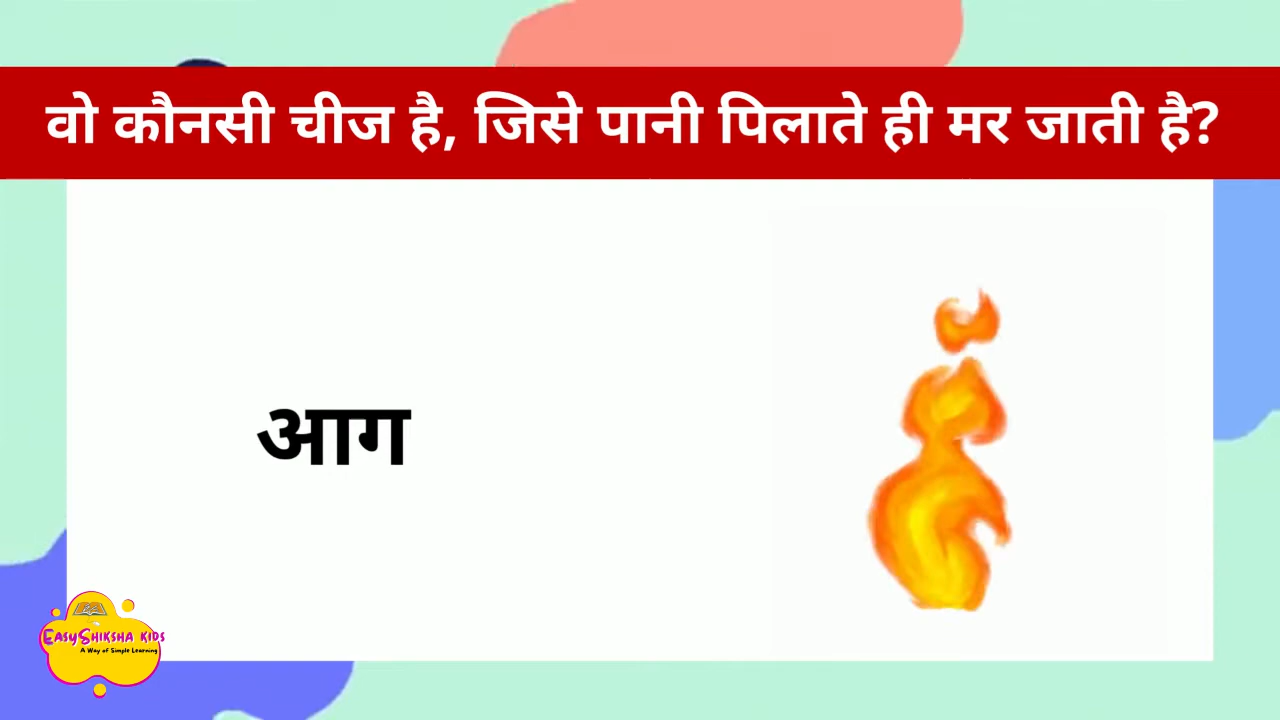 वो कौनसी चीज है, जिसे पानी पिलाते ही मर जाती है?
आग
EasyShiksha Kids
A Way of Simple Learning